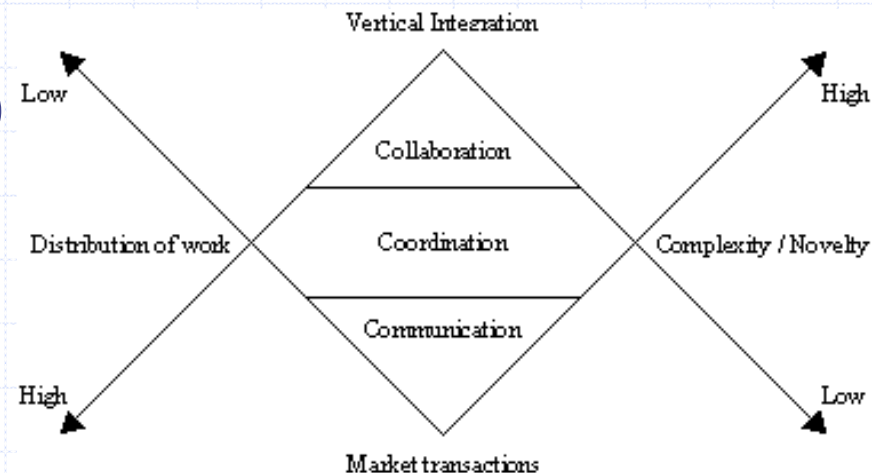 Vertical Integration
Low
High
Collaboration
Distribution of work
Coordination
Complexity / Novelty
Communication
High
Low
Market transactions